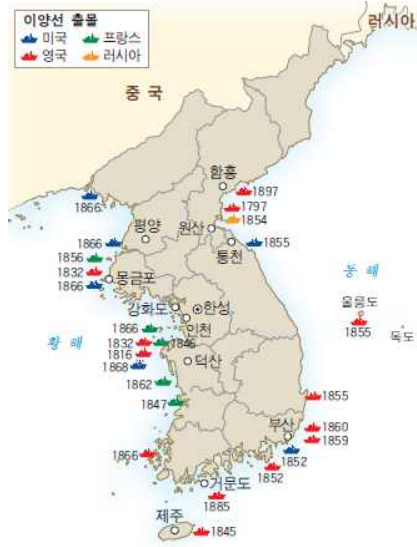 이양선 출몰
미국 프랑스
영국 러시아
러시아
중국
함흥
1897
1797
1854
1866
평양
원산
통천
1855
1866
1856
1832
1866
몽금포
동해
울릉도
1855
독도
강화도
한성
인천
황해
1866
1832
1846
1816
1868
덕산
1862
1847
1855
부산
1860
1859
1852
1852
1866
거문도
1885
제주
1845